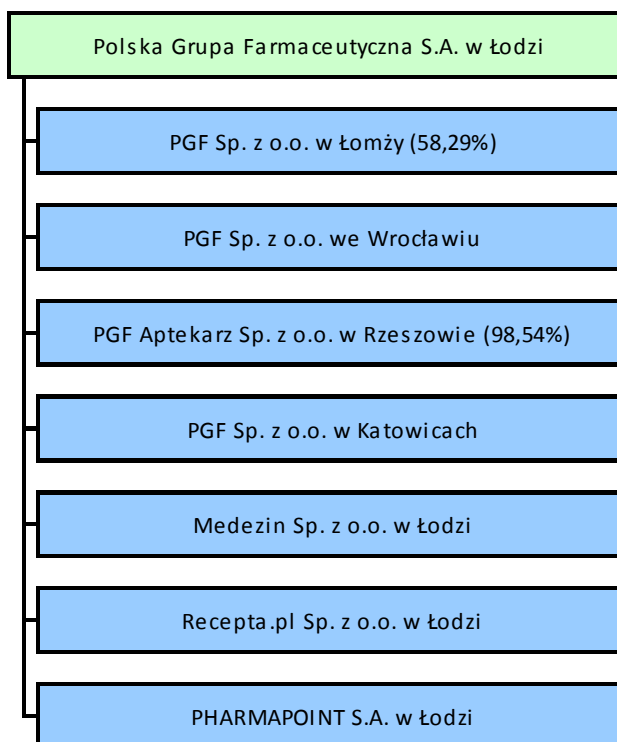 Polska Grupa Farmaceutyczna S.A. w Łodzi
PGF Sp. z o.o. w Łomży (58,29%)
PGF Sp. z o.o. we Wrocławiu
PGF Aptekarz Sp. z o.o. w Rzeszowie (98,54%)
PGF Sp. z o.o. w Katowicach
Medezin Sp. z o.o. w Łodzi
Recepta.pl Sp. z o.o. w Łodzi
PHARMAPOINT S.A. w Łodzi